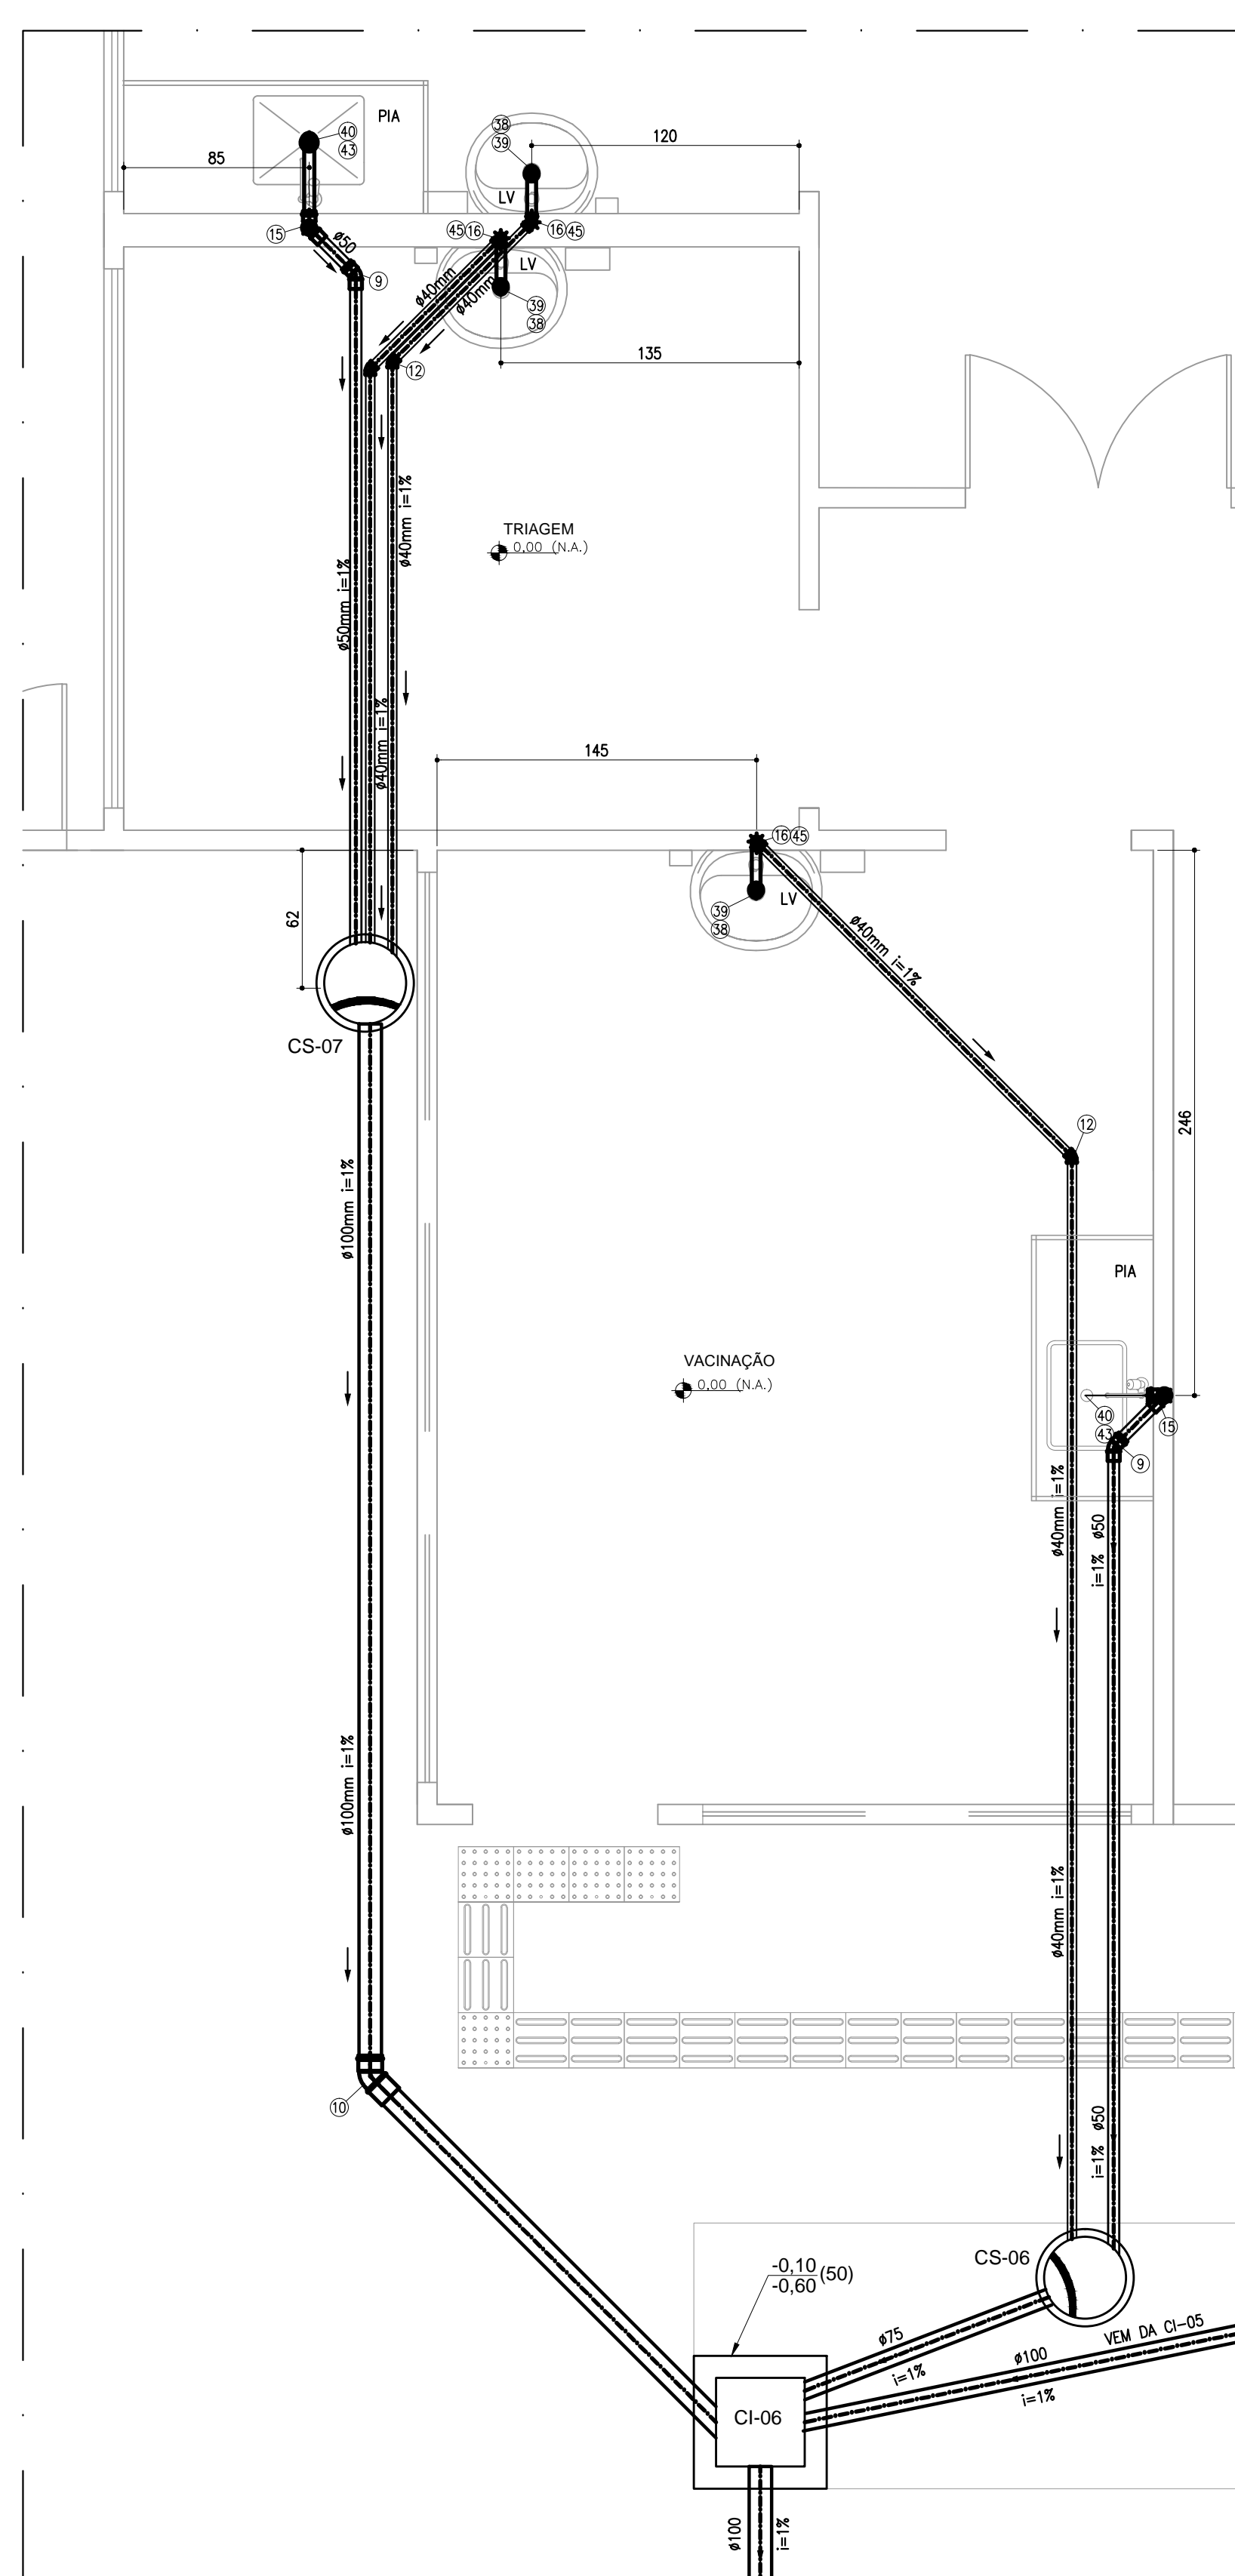 PIA
40
43
38
39
120
85
LV
15
ø50
45 16
16 45
LV
9
ø40mm
ø40mm
39
38
135
12
ø40mm i=1%
TRIAGEM
0,00 (N.A.)
ø50mm i=1%
ø40mm i=1%
145
16 45
62
39
38
LV
ø40mm i=1%
CS-07
12
246
ø100mm i=1%
PIA
VACINAÇÃO
0,00 (N.A.)
40
43
15
9
ø40mm i=1%
i=1% ø50
ø100mm i=1%
ø40mm i=1%
10
i=1% ø50
CS-06
-0,10
-0,60
(50)
ø75
i=1%
VEM DA CI-05
ø100
i=1%
CI-06
ø100
i=1%